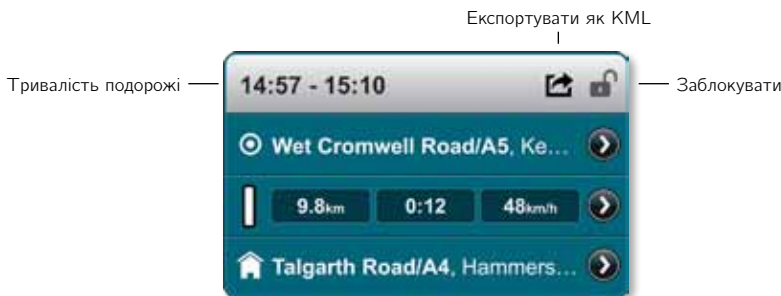 Експортувати як KML
Тривалість подорожі
14:57 - 15:10
Заблокувати
Wet Cromwell Road/A5, Ke...
9.8km 0:12 48km/h
Talgarth Road/A4, Hammers...